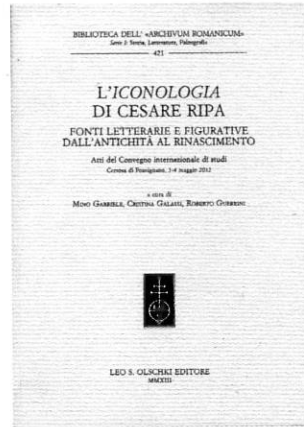 BIBLIOTECA DELL' «ARCHIVUM ROMANICUM»
Serie I: Storia, Letteratura, Paleografia
421
L'ICONOLOGIA
DI CESARE RIPA
FONTI LETTERARIE E FIGURATIVE
DALL'ANTICHITÀ AL RINASCIMENTO
Atti del Convegno internazionale di studi
Certosa di Pontignano, 3-4 maggio 2012
a cura di
MINO GABRIELE, CRISTINA GALASSI, ROBERTO GUERRINI
LEO S. OLSCHKI EDITORE
MMXIII